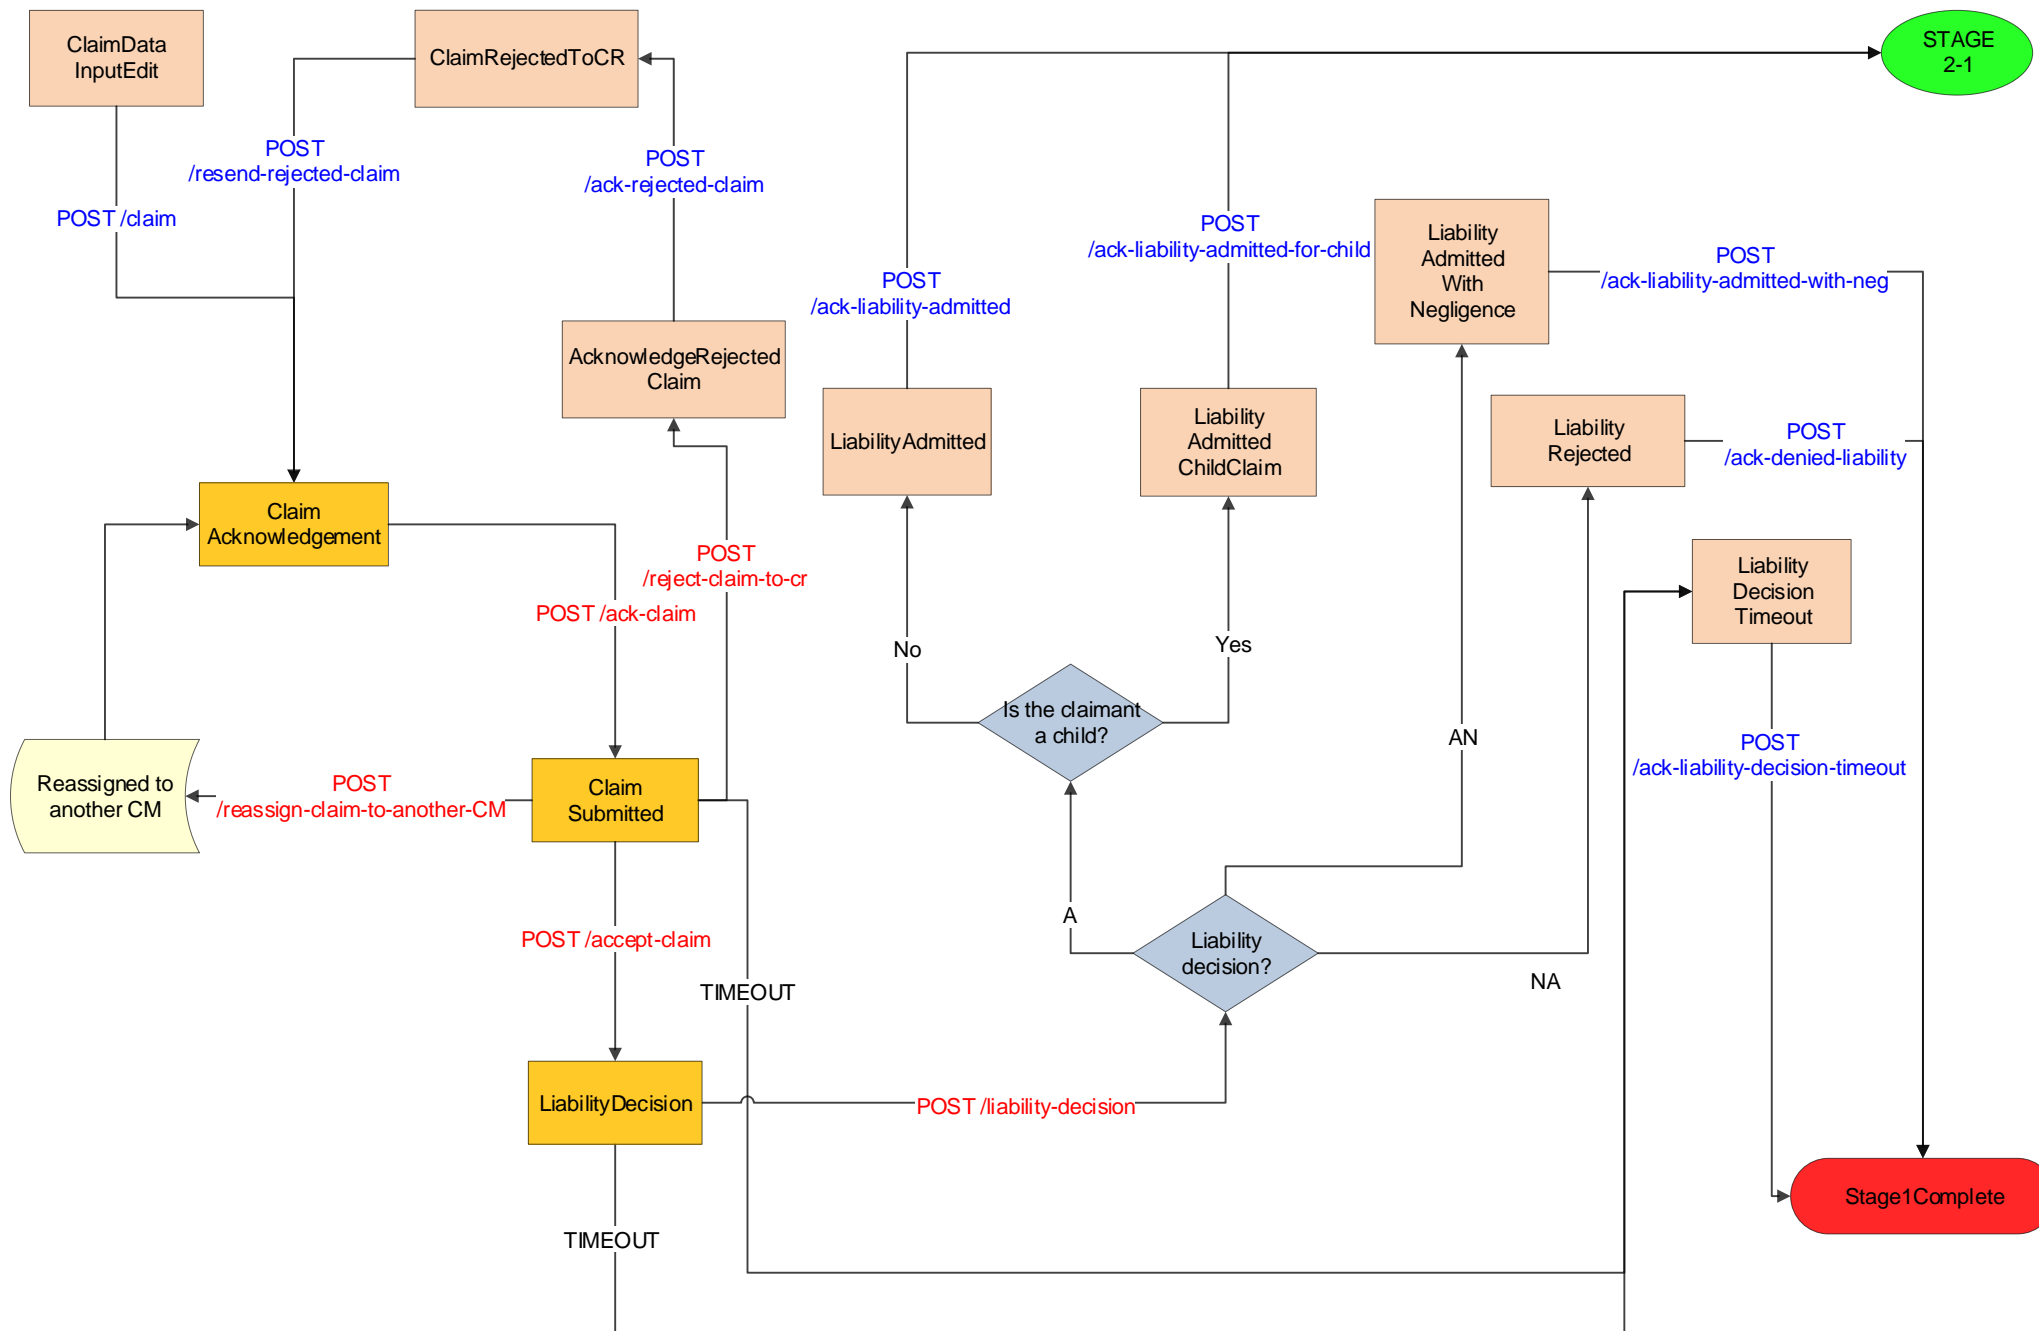 ClaimData
InputEdit
ClaimRejectedToCR
STAGE
2-1
POST
/resend-rejected-claim
POST
/ack-rejected-claim
POST /claim
POST
/ack-liability-admitted
POST
/ack-liability-admitted-for-child
Liability
Admitted
With
Negligence
POST
/ack-liability-admitted-with-neg
AcknowledgeRejected
Claim
LiabilityAdmitted
Liability
Admitted
ChildClaim
Liability
Rejected
POST
/ack-denied-liability
Claim
Acknowledgement
POST
/reject-claim-to-cr
POST /ack-claim
Liability
Decision
Timeout
No
Yes
Is the claimant
a child?
AN
POST
/ack-liability-decision-timeout
Reassigned to
another CM
POST
/reassign-claim-to-another-CM
Claim
Submitted
A
POST /accept-claim
Liability
decision?
NA
TIMEOUT
LiabilityDecision
POST /liability-decision
Stage1Complete
TIMEOUT